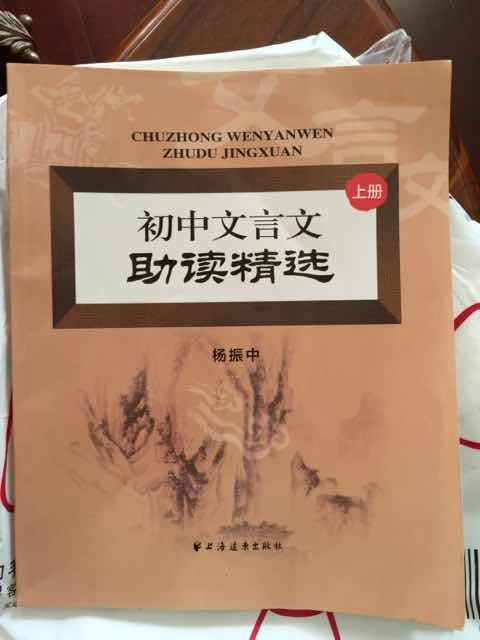 CHUZHONG WENYANWEN
ZHUDU JINGXUAN
上册
初中文言文
助读精选
杨振中
上海远东出版社